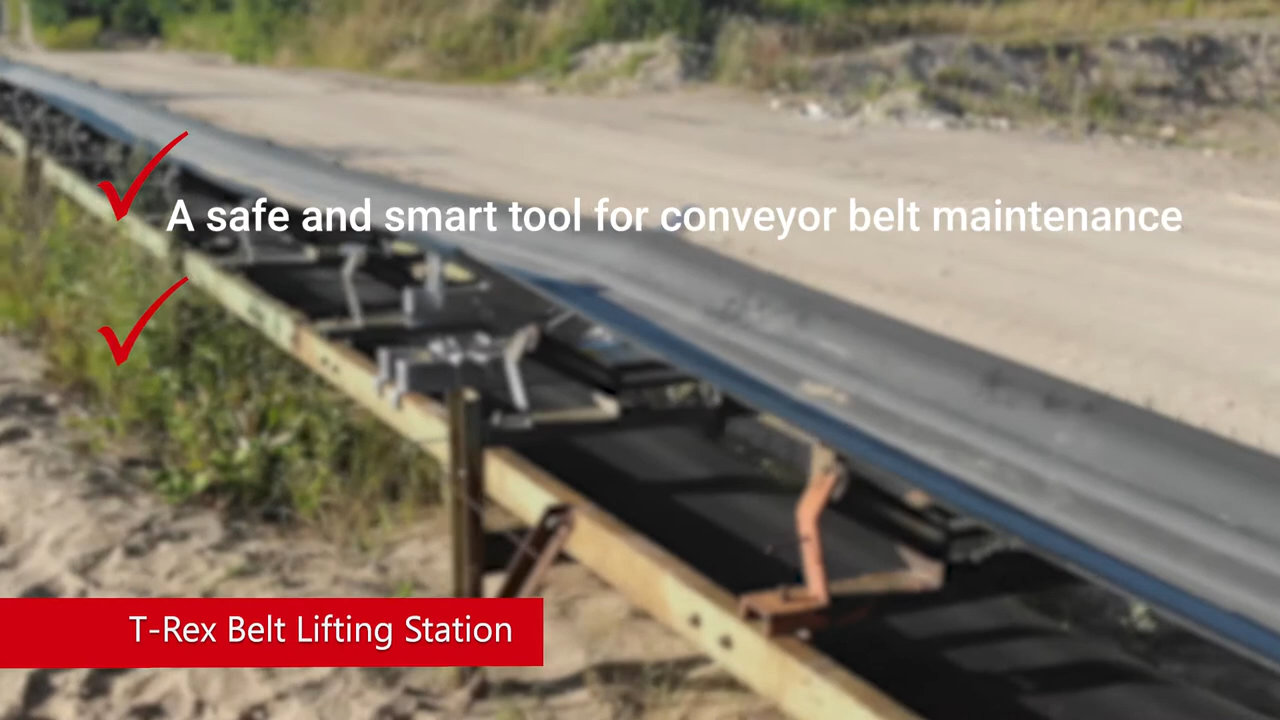 A safe and smart tool for conveyor belt maintenance
T-Rex Belt Lifting Station